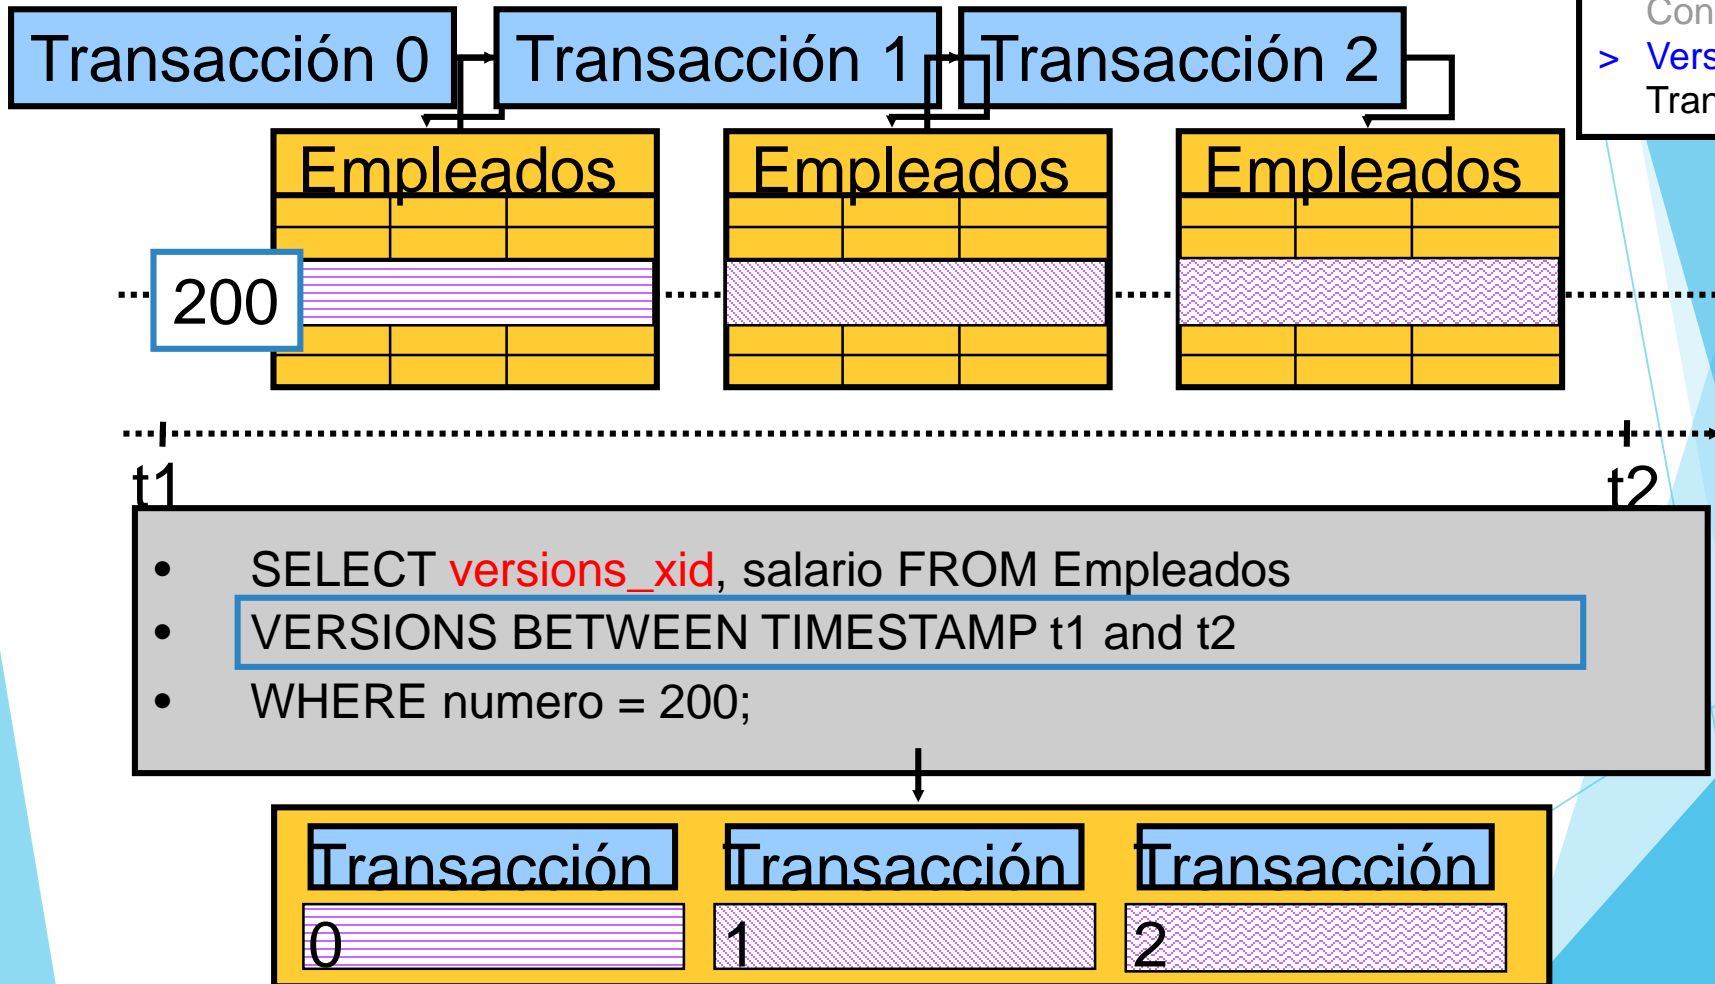 Transacción 0
Transacción 1
Transacción 2
>
Empleados
Empleados
Empleados
200
t1
t2
• SELECT versions_xid, salario FROM Empleados
• VERSIONS BETWEEN TIMESTAMP t1 and t2
• WHERE numero = 200;
Transacción
Transacción
Transacción
0
1
2